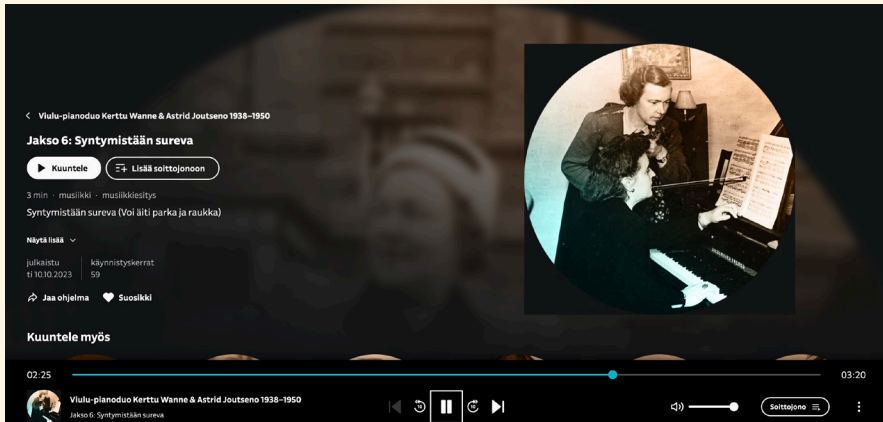 Viulu-pianoduo Kerttu Wanne & Astrid Joutseno 1938–1950
Jakso 6: Syntymistään sureva
Kuuntele
Lisää soittojonoon
3 min · musiikki · musiikkiesitys
Syntymistään sureva (Voi äiti parka ja raukka)
Näytä lisää
julkaistu käynnistyskerrat
ti 10.10.2023 59
Jaa ohjelma Suosikki
Kuuntele myös
02:25 03:20
Viulu-pianoduo Kerttu Wanne & Astrid Joutseno 1938–1950
Jakso 6: Syntymistään sureva
10 10
Soittojono